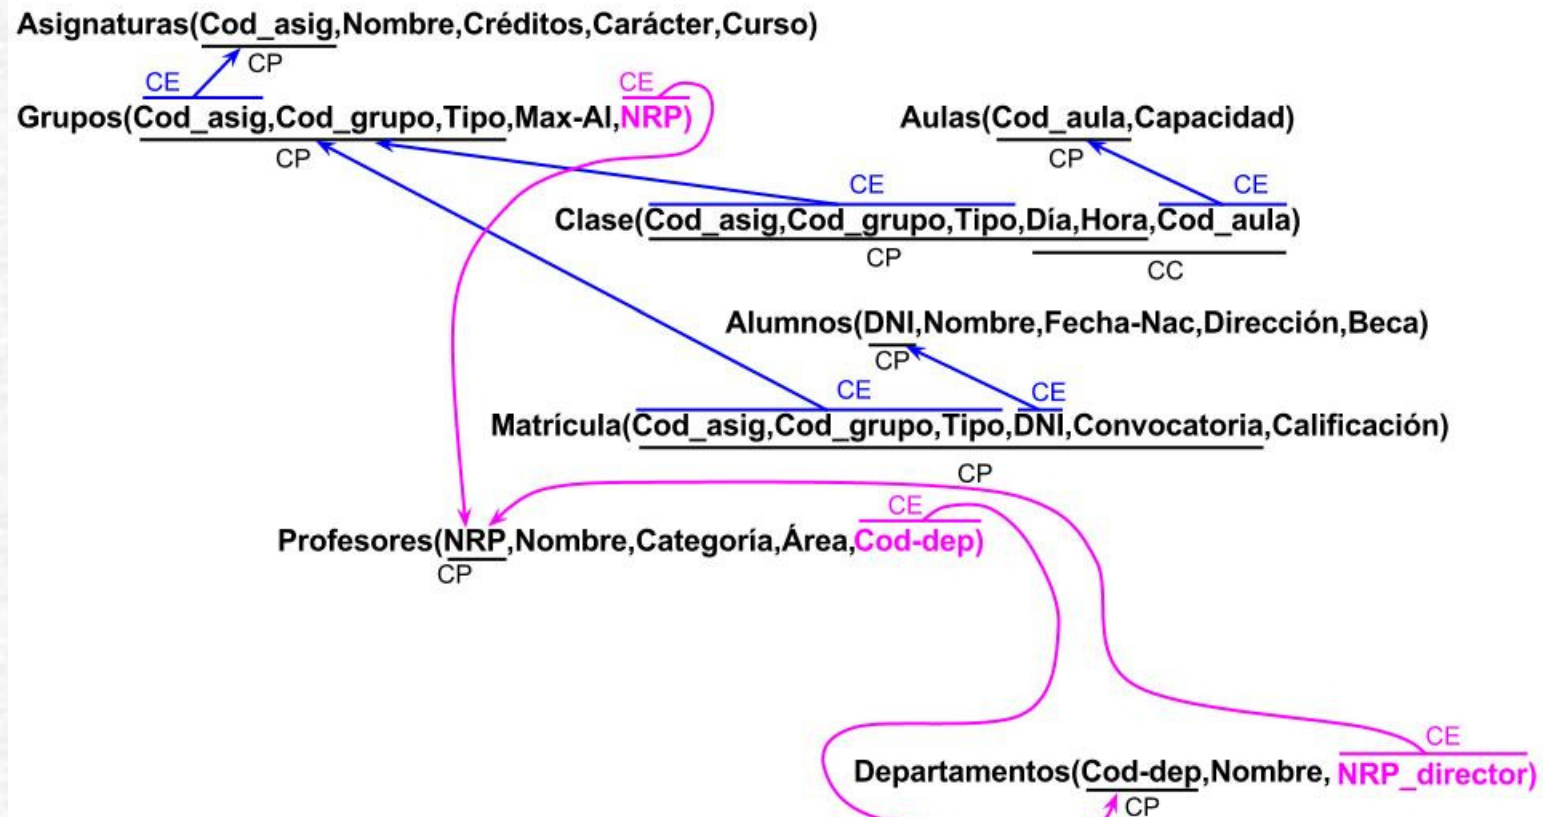 Asignaturas(Cod_asig,Nombre,Créditos,Carácter,Curso)
CP
CE
CE
Grupos(Cod_asig,Cod_grupo,Tipo,Max-Al,NRP)
Aulas(Cod_aula,Capacidad)
CP
CP
CE
CE
Clase(Cod_asig,Cod_grupo,Tipo,Día,Hora,Cod_aula)
CP
CC
Alumnos(DNI,Nombre,Fecha-Nac,Dirección,Beca)
CP
CE
CE
Matrícula(Cod_asig,Cod_grupo,Tipo,DNI,Convocatoria,Calificación)
CP
CE
Profesores(NRP,Nombre,Categoría,Área,Cod-dep)
CP
CE
Departamentos(Cod-dep,Nombre, NRP_director)
CP